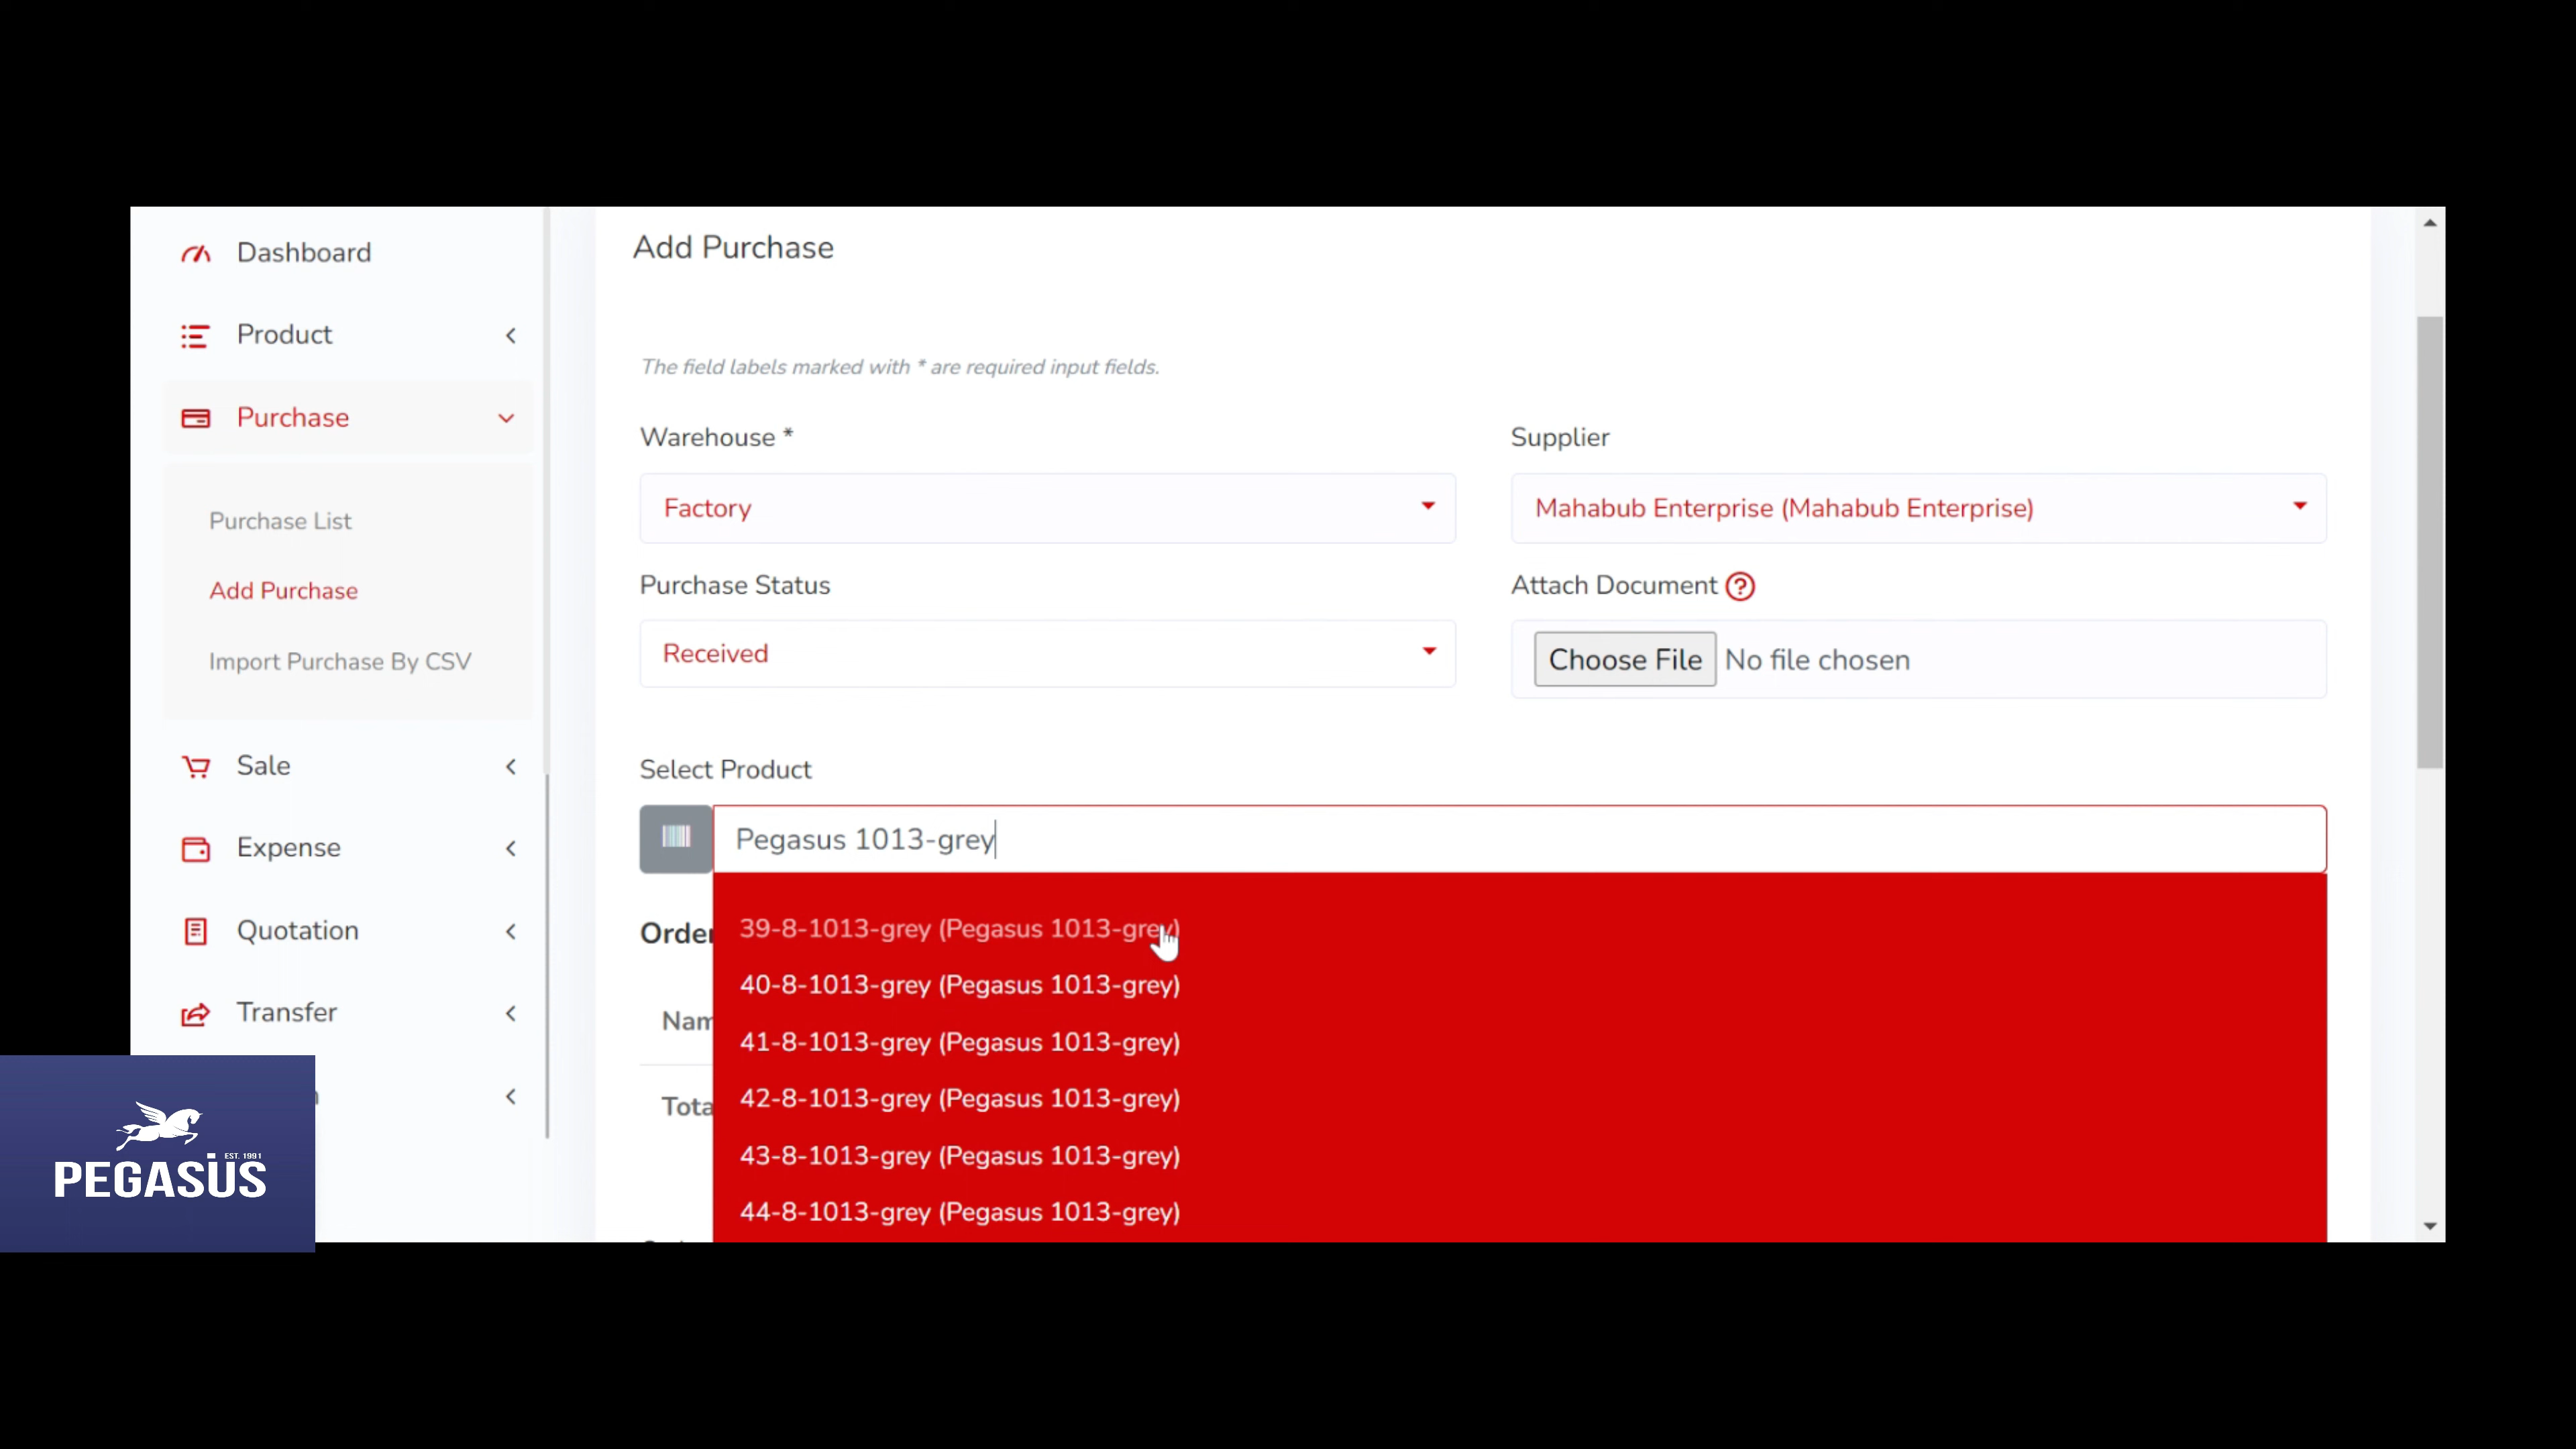 Dashboard
Product
Purchase
Purchase List
Add Purchase
Import Purchase By CSV
Sale
Expense
Quotation
Transfer
Add Purchase
The field labels marked with * are required input fields.
Warehouse *
Supplier
Factory
Mahabub Enterprise (Mahabub Enterprise)
Purchase Status
Attach Document ?
Received
Choose File No file chosen
Select Product
Pegasus 1013-grey
Order
39-8-1013-grey (Pegasus 1013-grey)
40-8-1013-grey (Pegasus 1013-grey)
Nam
41-8-1013-grey (Pegasus 1013-grey)
Tota
42-8-1013-grey (Pegasus 1013-grey)
43-8-1013-grey (Pegasus 1013-grey)
44-8-1013-grey (Pegasus 1013-grey)
EST. 1991
PEGASUS